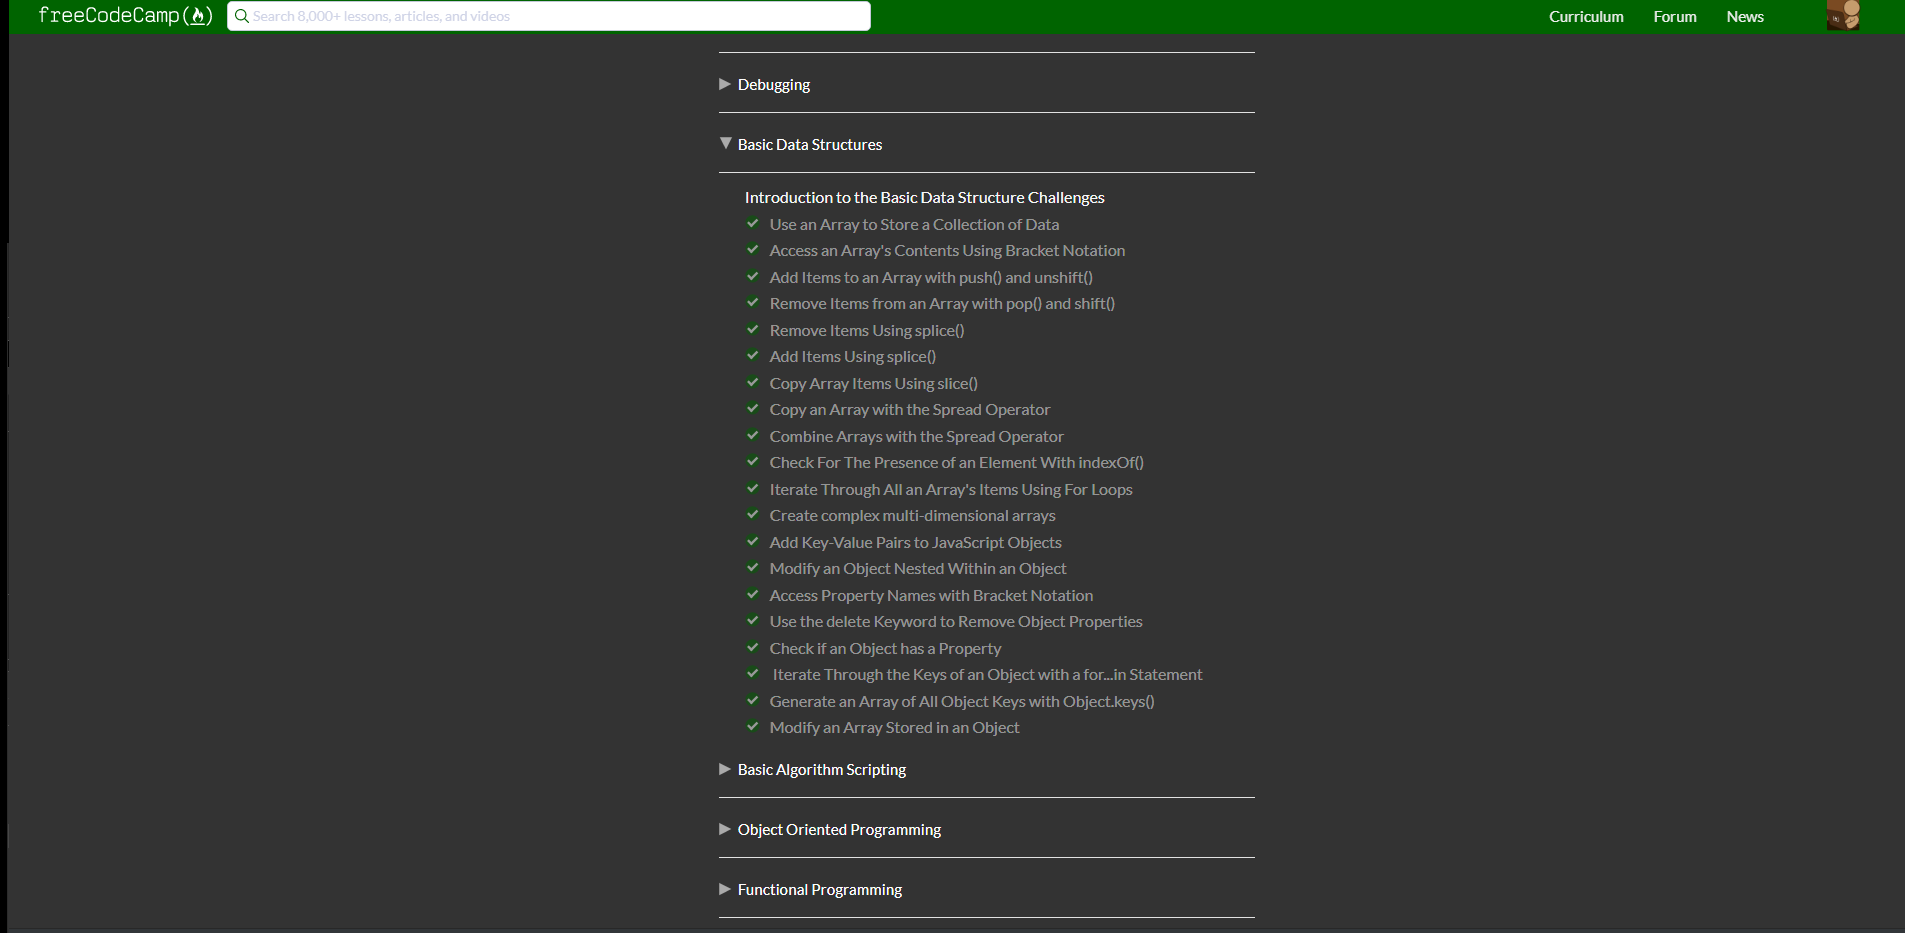 freeCodeCamp
Search 8,000+ lessons, articles, and videos
Curriculum
Forum
News
Debugging
Basic Data Structures
Introduction to the Basic Data Structure Challenges
Use an Array to Store a Collection of Data
Access an Array's Contents Using Bracket Notation
Add Items to an Array with push() and unshift()
Remove Items from an Array with pop() and shift()
Remove Items Using splice()
Add Items Using splice()
Copy Array Items Using slice()
Copy an Array with the Spread Operator
Combine Arrays with the Spread Operator
Check For The Presence of an Element With indexOf()
Iterate Through All an Array's Items Using For Loops
Create complex multi-dimensional arrays
Add Key-Value Pairs to JavaScript Objects
Modify an Object Nested Within an Object
Access Property Names with Bracket Notation
Use the delete Keyword to Remove Object Properties
Check if an Object has a Property
Iterate Through the Keys of an Object with a for...in Statement
Generate an Array of All Object Keys with Object.keys()
Modify an Array Stored in an Object
Basic Algorithm Scripting
Object Oriented Programming
Functional Programming